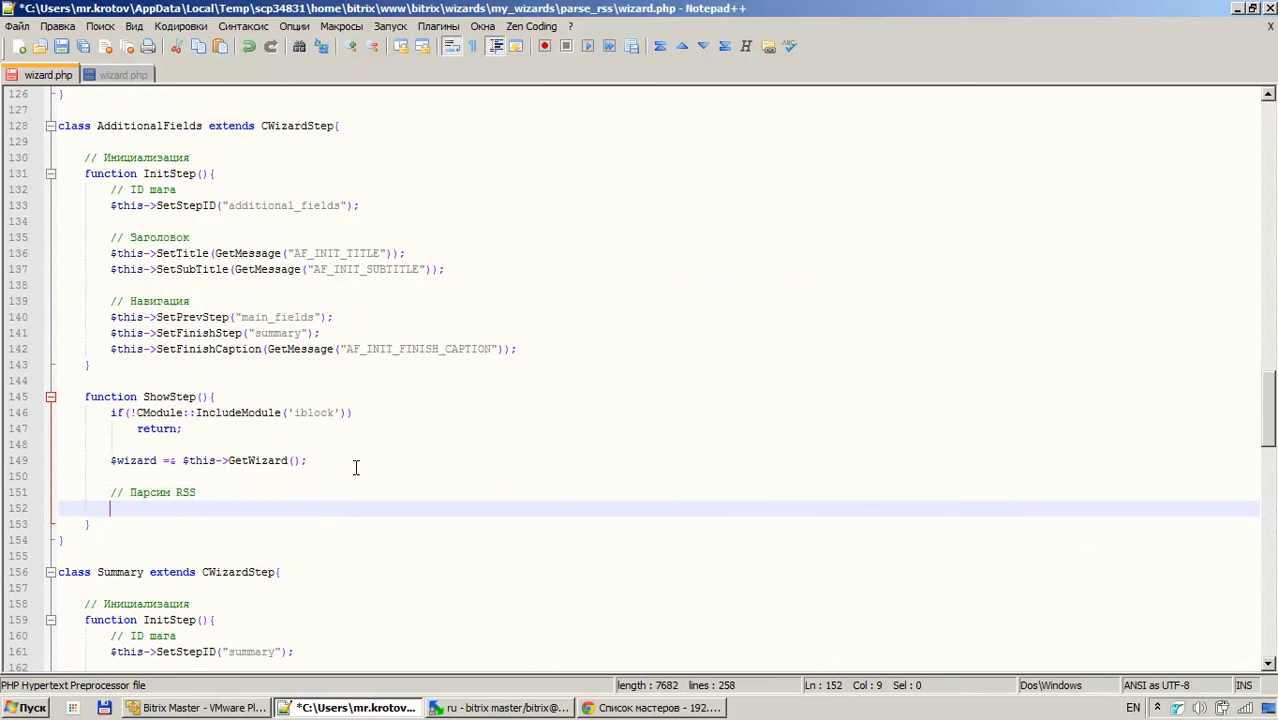 *C:\Users\mr.krotov\AppData\Local\Temp\scp34831\home\bitrix\www\bitrix\wizards\my_wizards\parse_rss\wizard.php - Notepad++
Файл Правка Поиск Вид Кодировки Синтаксис Опции Макросы Запуск Плагины Окна Zen Coding X
wizard.php wizard.php
126 }
127
128 class AdditionalFields extends CWizardStep{
129
130 // Инициализация
131 function InitStep(){
132 // ID шага
133 $this->SetStepID("additional_fields");
134
135 // Заголовок
136 $this->SetTitle(GetMessage("AF_INIT_TITLE"));
137 $this->SetSubTitle(GetMessage("AF_INIT_SUBTITLE"));
138
139 // Навигация
140 $this->SetPrevStep("main_fields");
141 $this->SetFinishStep("summary");
142 $this->SetFinishCaption(GetMessage("AF_INIT_FINISH_CAPTION"));
143 }
144
145 function ShowStep(){
146 if(!CModule::IncludeModule('iblock'))
147 return;
148
149 $wizard =& $this->GetWizard();
150
151 // Парсим RSS
152
153 }
154 }
155
156 class Summary extends CWizardStep{
157
158 // Инициализация
159 function InitStep(){
160 // ID шага
161 $this->SetStepID("summary");
162
PHP Hypertext Preprocessor file length : 7682 lines : 258 Ln : 152 Col : 9 Sel : 0 Dos\Windows ANSI as UTF-8 INS
Пуск Bitrix Master - VMware Pl... *C:\Users\mr.krotov... ru - bitrix master/bitrix@... Список мастеров - 192.... EN 6:53